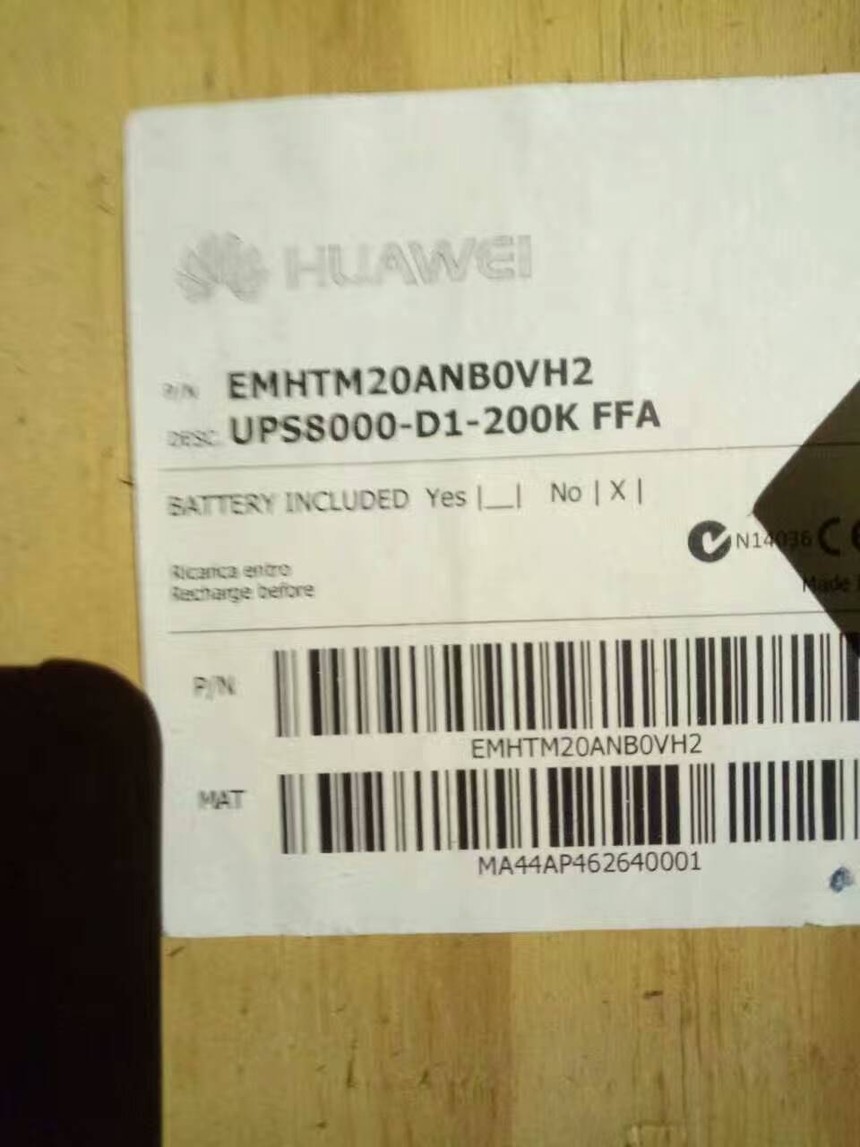 HUAWEI
P/N EMHTM20ANB0VH2
DESC. UPS8000-D1-200K FFA
BATTERY INCLUDED Yes |__| No | X |
N14036 C€
Made
Ricarica entro
Recharge before
P/N
EMHTM20ANB0VH2
MAT
MA44AP462640001